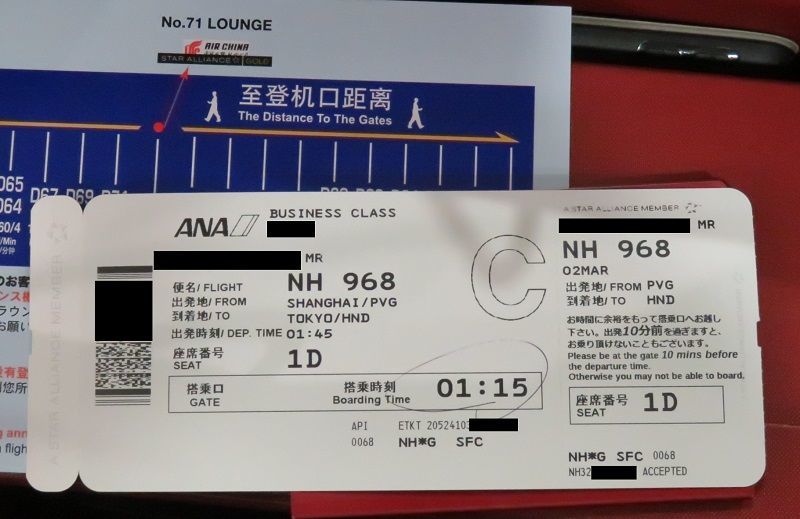 No.71 LOUNGE
AIR CHINA
STAR ALLIANCE GOLD
至登机口距离
The Distance To The Gates
D65
D64
D67 D69 D71
60/4
/Min
/分钟
ANA
BUSINESS CLASS
A STAR ALLIANCE MEMBER
MR
MR
便名/ FLIGHT NH 968
出発地/ FROM SHANGHAI/PVG
到着地/ TO TOKYO/HND
出発時刻/ DEP. TIME 01:45
座席番号
SEAT 1D
C
搭乗口
GATE
搭乗時刻
Boarding Time 01:15
API ETKT 20524103
0068 NH*G SFC
NH 968
02MAR
出発地/ FROM PVG
到着地/ TO HND
お時間に余裕をもって搭乗口へお越し
下さい。出発10分前を過ぎますと、
お乗り頂けないこともございます。
Please be at the gate 10 mins before
the departure time.
Otherwise you may not be able to board.
座席番号
SEAT 1D
NH*G SFC 0068
NH32 ACCEPTED
A STAR ALLIANCE MEMBER